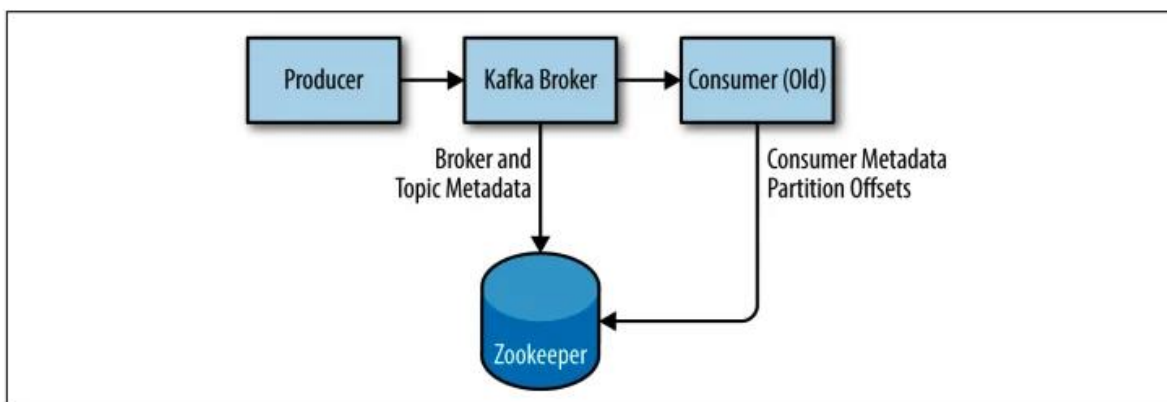 Producer
Kafka Broker
Consumer (Old)
Broker and
Topic Metadata
Consumer Metadata
Partition Offsets
Zookeeper